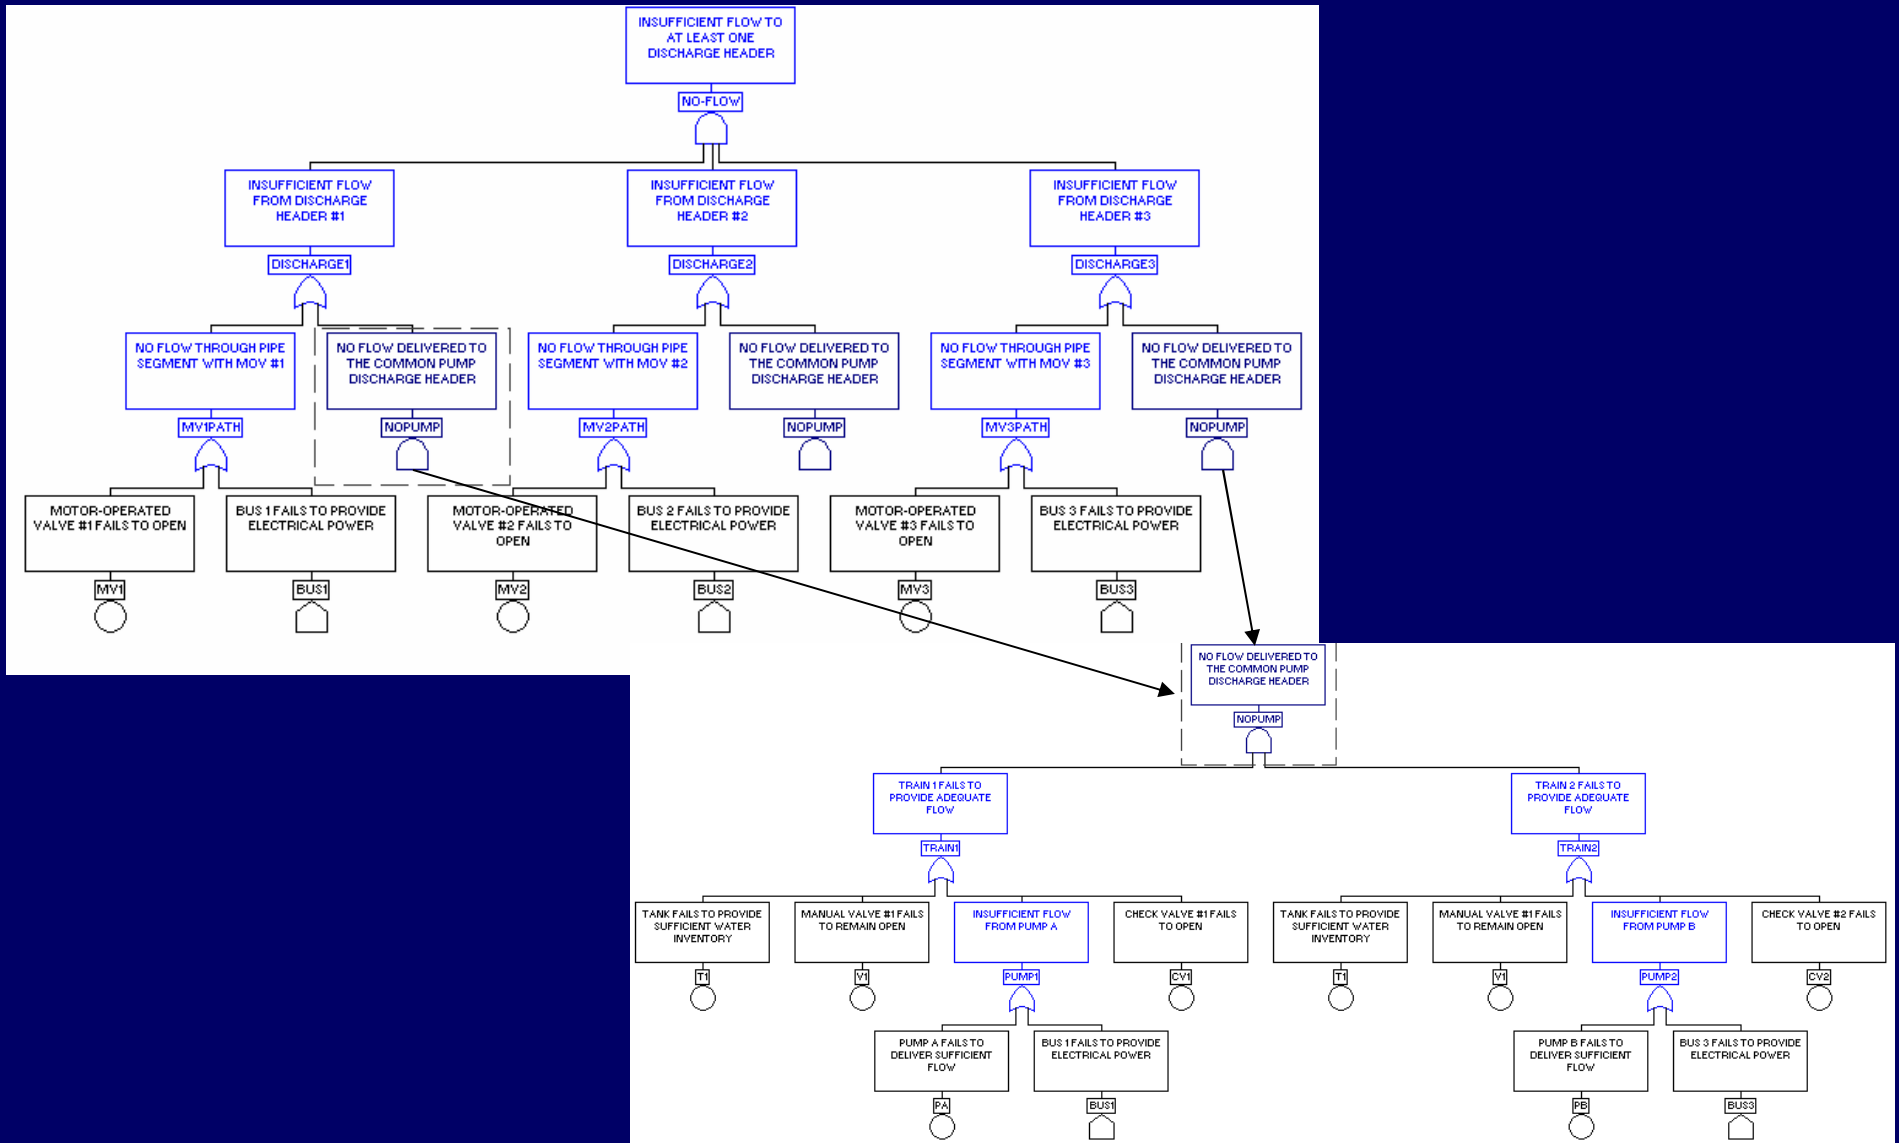 INSUFFICIENT FLOW TO
AT LEAST ONE
DISCHARGE HEADER
NO-FLOW
INSUFFICIENT FLOW
FROM DISCHARGE
HEADER #1
DISCHARGE1
INSUFFICIENT FLOW
FROM DISCHARGE
HEADER #2
DISCHARGE2
INSUFFICIENT FLOW
FROM DISCHARGE
HEADER #3
DISCHARGE3
NO FLOW THROUGH PIPE
SEGMENT WITH MOV #1
MV1PATH
NO FLOW DELIVERED TO
THE COMMON PUMP
DISCHARGE HEADER
NOPUMP
NO FLOW THROUGH PIPE
SEGMENT WITH MOV #2
MV2PATH
NO FLOW DELIVERED TO
THE COMMON PUMP
DISCHARGE HEADER
NOPUMP
NO FLOW THROUGH PIPE
SEGMENT WITH MOV #3
MV3PATH
NO FLOW DELIVERED TO
THE COMMON PUMP
DISCHARGE HEADER
NOPUMP
MOTOR-OPERATED
VALVE #1 FAILS TO OPEN
MV1
BUS 1 FAILS TO PROVIDE
ELECTRICAL POWER
BUS1
MOTOR-OPERATED
VALVE #2 FAILS TO
OPEN
MV2
BUS 2 FAILS TO PROVIDE
ELECTRICAL POWER
BUS2
MOTOR-OPERATED
VALVE #3 FAILS TO
OPEN
MV3
BUS 3 FAILS TO PROVIDE
ELECTRICAL POWER
BUS3
NO FLOW DELIVERED TO
THE COMMON PUMP
DISCHARGE HEADER
NOPUMP
TRAIN 1 FAILS TO
PROVIDE ADEQUATE
FLOW
TRAIN1
TRAIN 2 FAILS TO
PROVIDE ADEQUATE
FLOW
TRAIN2
TANK FAILS TO PROVIDE
SUFFICIENT WATER
INVENTORY
T1
MANUAL VALVE #1 FAILS
TO REMAIN OPEN
V1
INSUFFICIENT FLOW
FROM PUMP A
PUMP1
CHECK VALVE #1 FAILS
TO OPEN
CV1
TANK FAILS TO PROVIDE
SUFFICIENT WATER
INVENTORY
T1
MANUAL VALVE #1 FAILS
TO REMAIN OPEN
V1
INSUFFICIENT FLOW
FROM PUMP B
PUMP2
CHECK VALVE #2 FAILS
TO OPEN
CV2
PUMP A FAILS TO
DELIVER SUFFICIENT
FLOW
PA
BUS 1 FAILS TO PROVIDE
ELECTRICAL POWER
BUS1
PUMP B FAILS TO
DELIVER SUFFICIENT
FLOW
PB
BUS 3 FAILS TO PROVIDE
ELECTRICAL POWER
BUS3